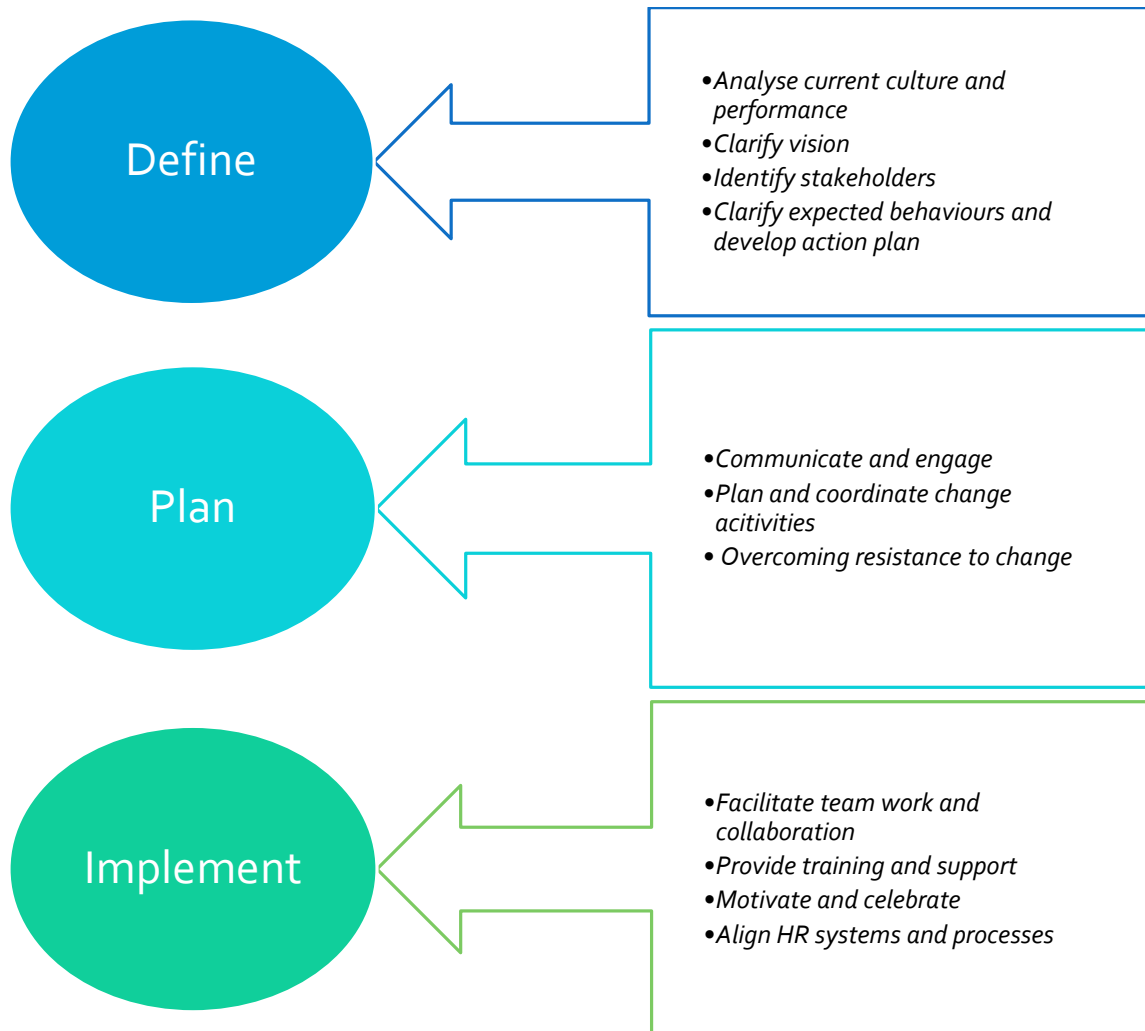 Define
•Analyse current culture and
performance
•Clarify vision
•Identify stakeholders
•Clarify expected behaviours and
develop action plan
Plan
•Communicate and engage
•Plan and coordinate change
acitivities
• Overcoming resistance to change
Implement
•Facilitate team work and
collaboration
•Provide training and support
•Motivate and celebrate
•Align HR systems and processes